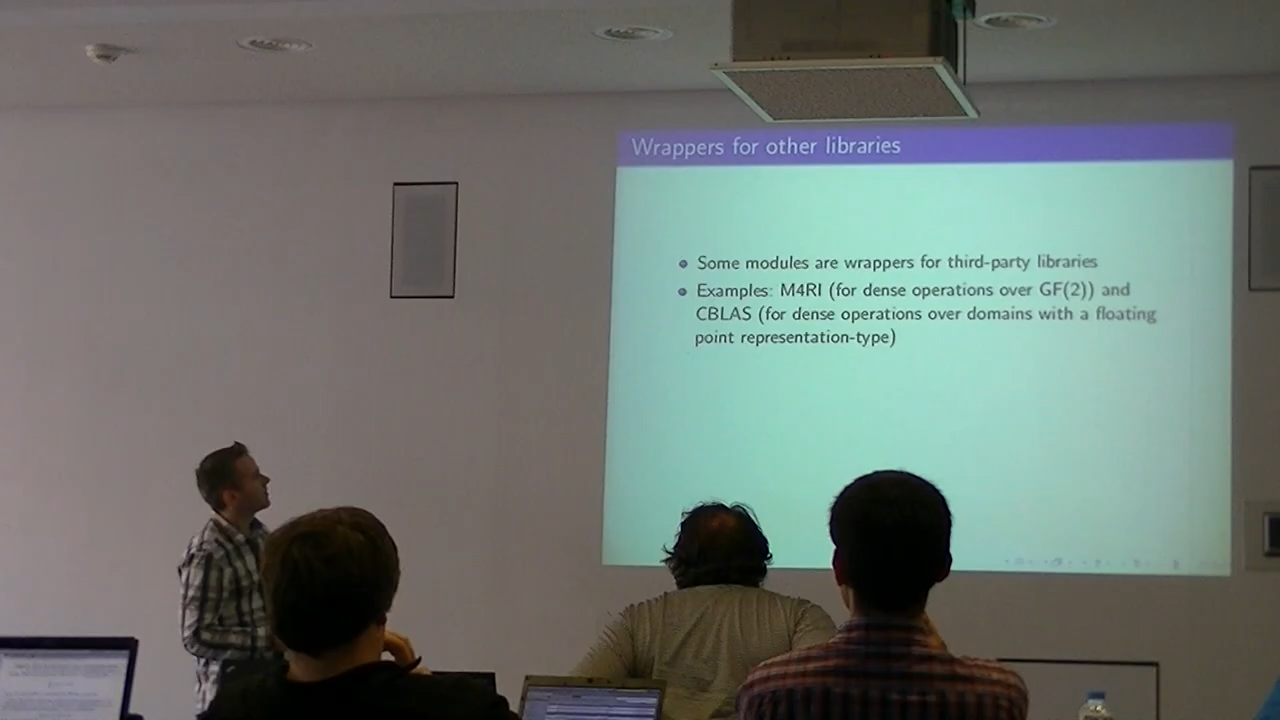 Wrappers for other libraries
Some modules are wrappers for third-party libraries
Examples: M4RI (for dense operations over GF(2)) and
CBLAS (for dense operations over domains with a floating
point representation-type)